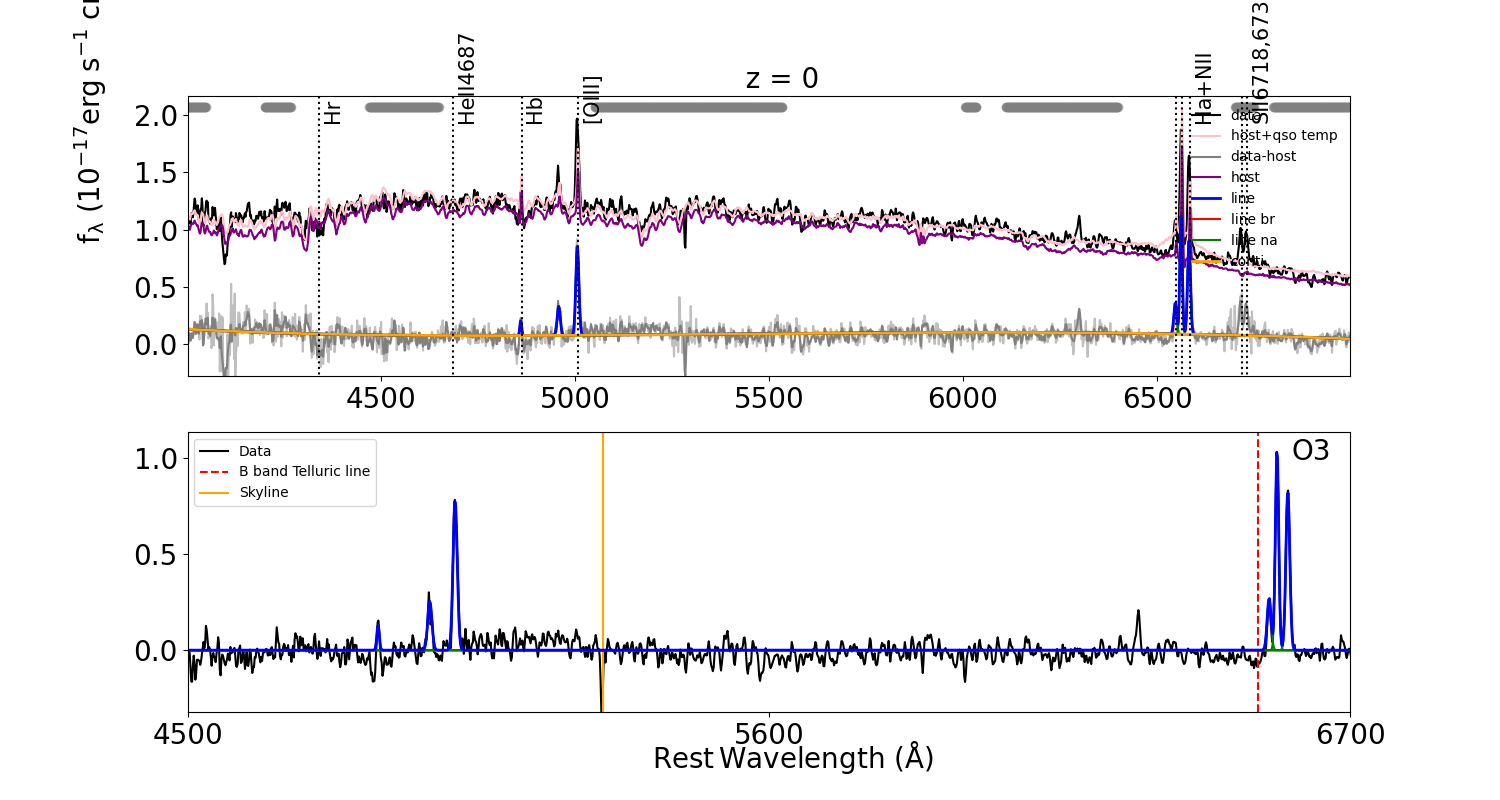 z = 0
Hr
HeII4687
Hb
[OIII]
Ha+NII
SII6718,673
f_λ (10^−17 erg s^−1 c
2.0
1.5
1.0
0.5
0.0
data
host+qso temp
data-host
host
line
line br
line na
conti
4500 5000 5500 6000 6500
1.0
0.5
0.0
Data
B band Telluric line
Skyline
O3
4500 5600 6700
Rest Wavelength (Å)